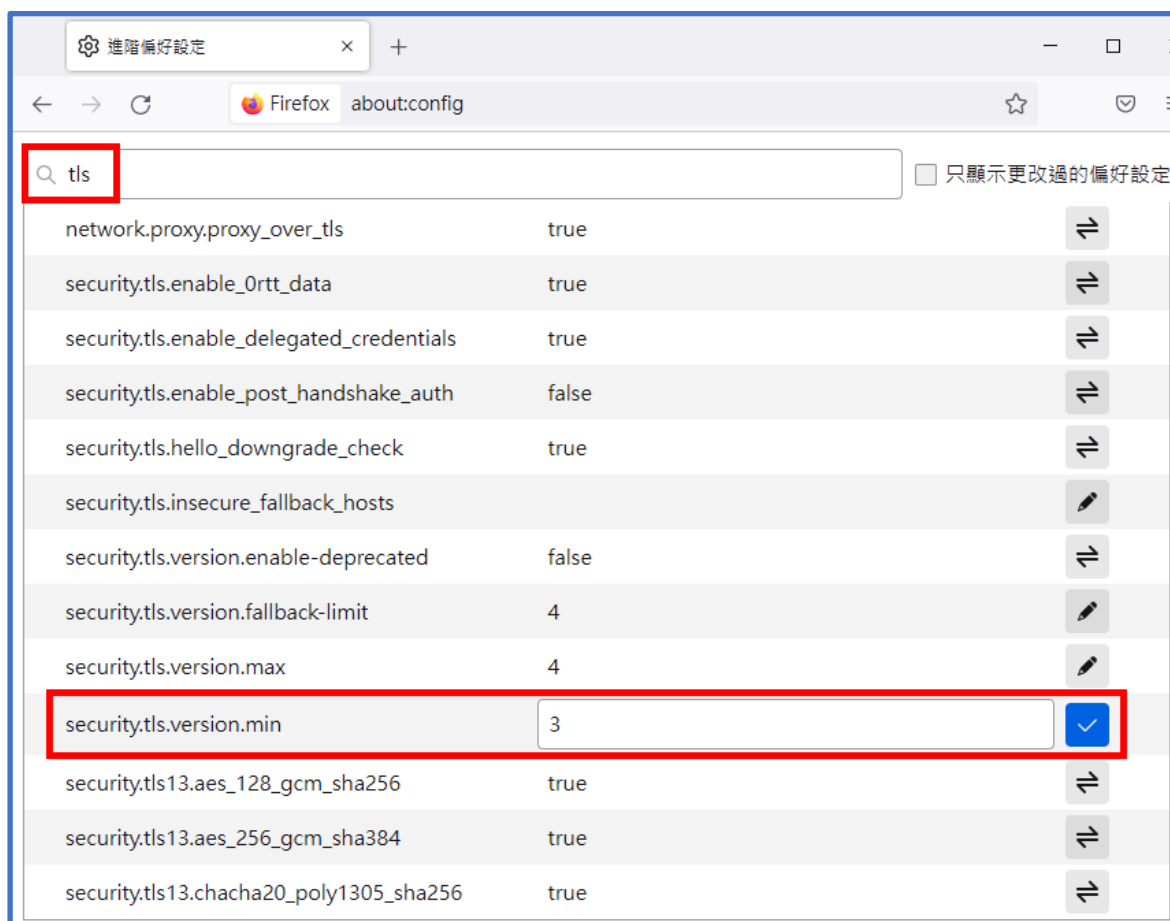 進階偏好設定
Firefox about:config
tls
只顯示更改過的偏好設定
network.proxy.proxy_over_tls true
security.tls.enable_0rtt_data true
security.tls.enable_delegated_credentials true
security.tls.enable_post_handshake_auth false
security.tls.hello_downgrade_check true
security.tls.insecure_fallback_hosts
security.tls.version.enable-deprecated false
security.tls.version.fallback-limit 4
security.tls.version.max 4
security.tls.version.min 3
security.tls13.aes_128_gcm_sha256 true
security.tls13.aes_256_gcm_sha384 true
security.tls13.chacha20_poly1305_sha256 true